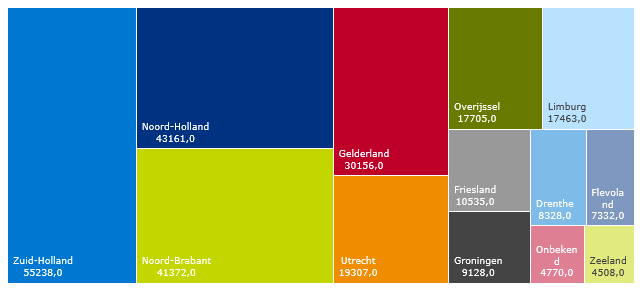 Zuid-Holland
55238,0
Noord-Holland
43161,0
Noord-Brabant
41372,0
Gelderland
30156,0
Utrecht
19307,0
Overijssel
17705,0
Limburg
17463,0
Friesland
10535,0
Groningen
9128,0
Drenthe
8328,0
Flevola
nd
7332,0
Onbeken
d
4770,0
Zeeland
4508,0